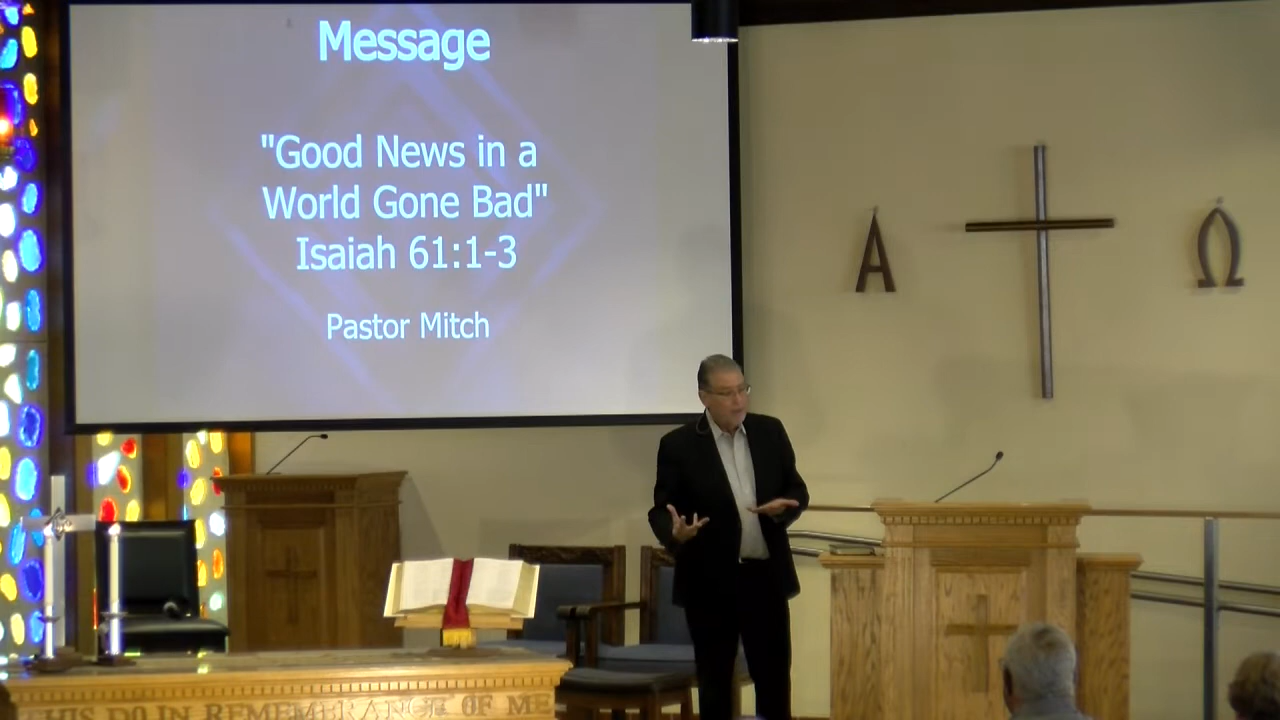 Message
"Good News in a
World Gone Bad"
Isaiah 61:1-3
Pastor Mitch
Α Ω
THIS DO IN REMEMBRANCE OF ME